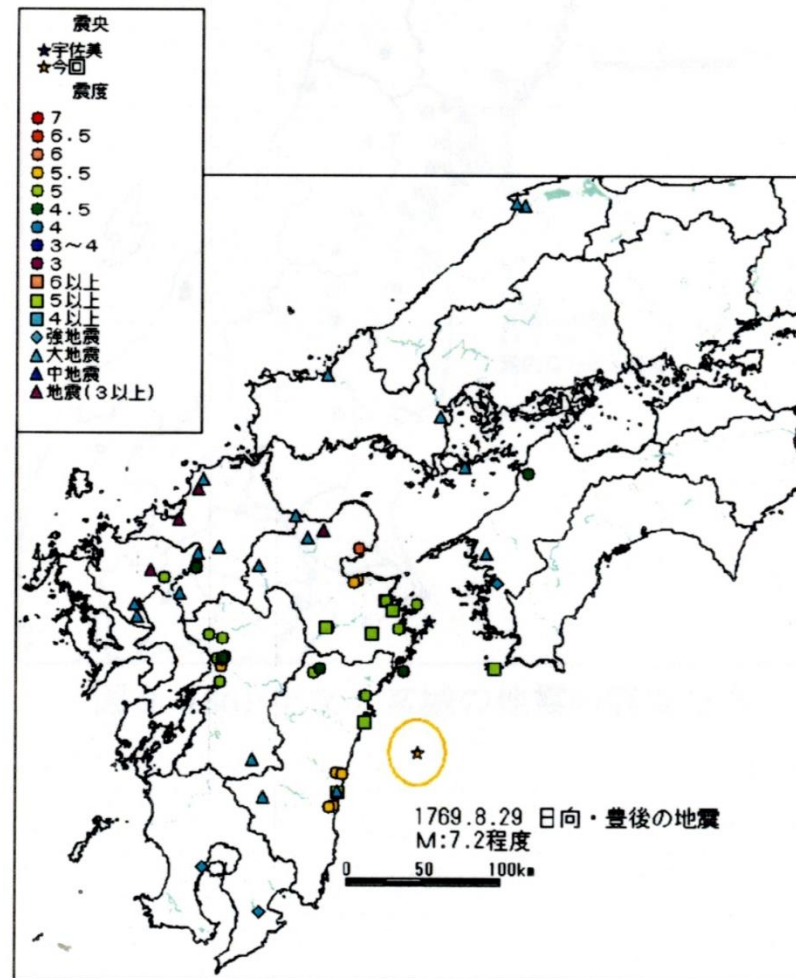 震央
★宇佐美
☆今回
震度
7
6.5
6
5.5
5
4.5
4
3～4
3
6以上
5以上
4以上
強地震
大地震
中地震
地震(3以上)
1769.8.29 日向・豊後の地震
M:7.2程度
0 50 100km